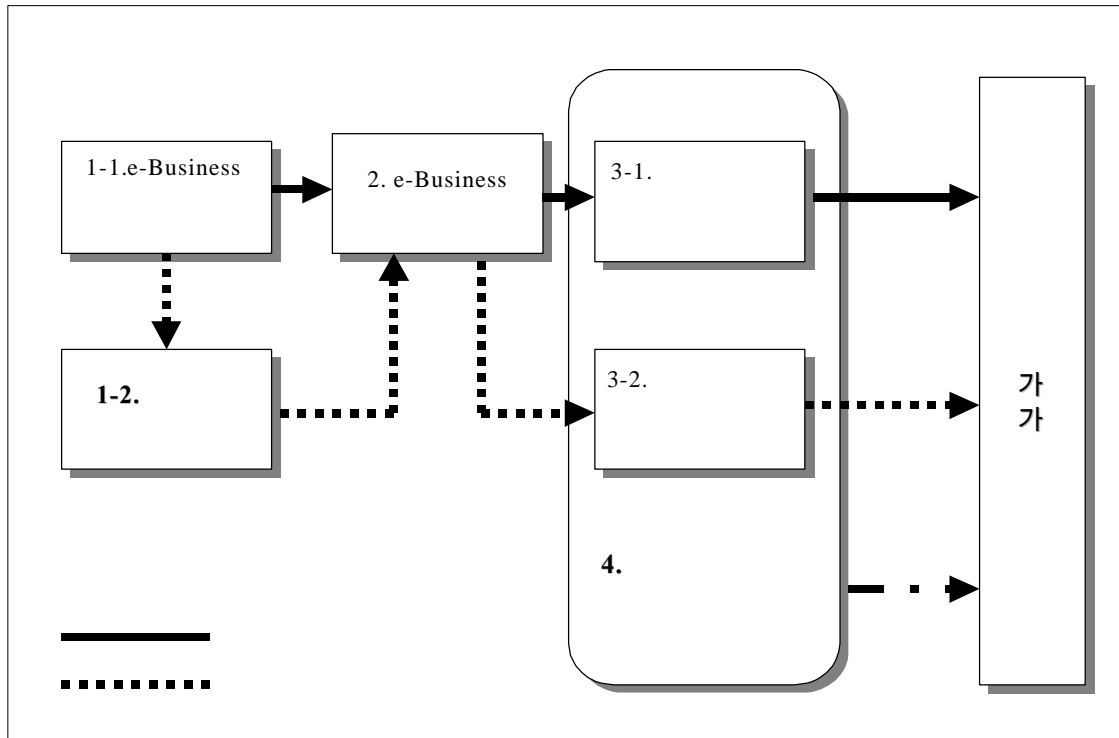 1-1.e-Business
2. e-Business
3-1.
1-2.
3-2.
가
가
4.